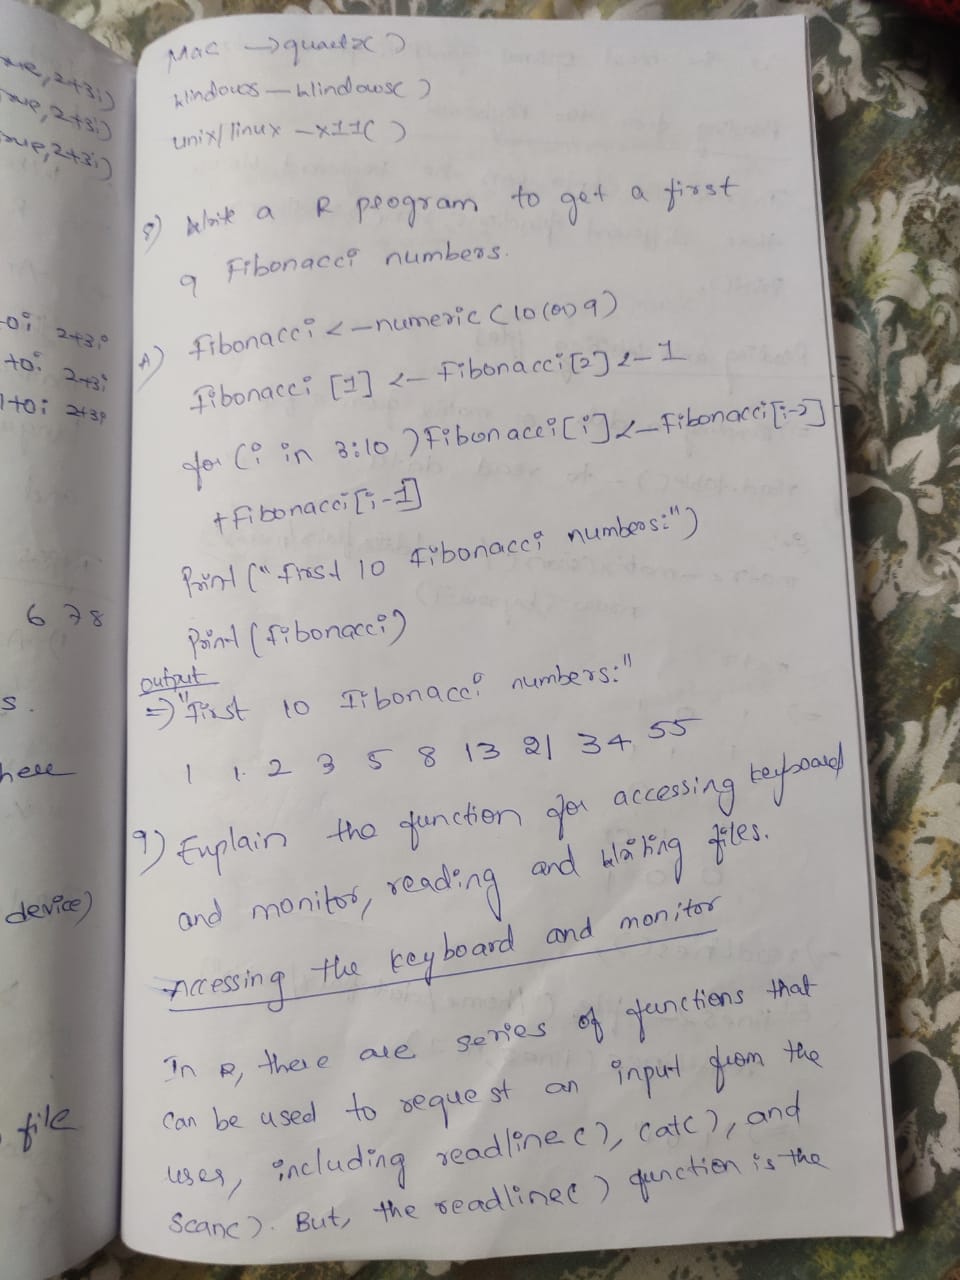 ue, 2+3i)
ue, 2+3i)
ue, 2+3i)
0i 2+3i
+0i 2+3i
1+0i 2+3i
6 7 8
s.
here
device)
file
Mac → quartz()
Windows — Windows()
unix/linux — x11()
8) Write a R program to get a first
9 Fibonacci numbers.
A) Fibonacci <— numeric (10 (or) 9)
Fibonacci [1] <— Fibonacci [2] <— 1
for (i in 3:10) Fibonacci [i] <— Fibonacci [i-2]
+ Fibonacci [i-1]
Print (" first 10 Fibonacci numbers:")
Print (Fibonacci)
output
=> "First 10 Fibonacci numbers:"
1 1. 2 3 5 8 13 21 34 55
9) Explain the function for accessing keyboard
and monitor, reading and Writing files.
Accessing the keyboard and monitor
In R, there are series of functions that
can be used to request an input from the
user, including readline(), cat(), and
scan(). But, the readline() function is the